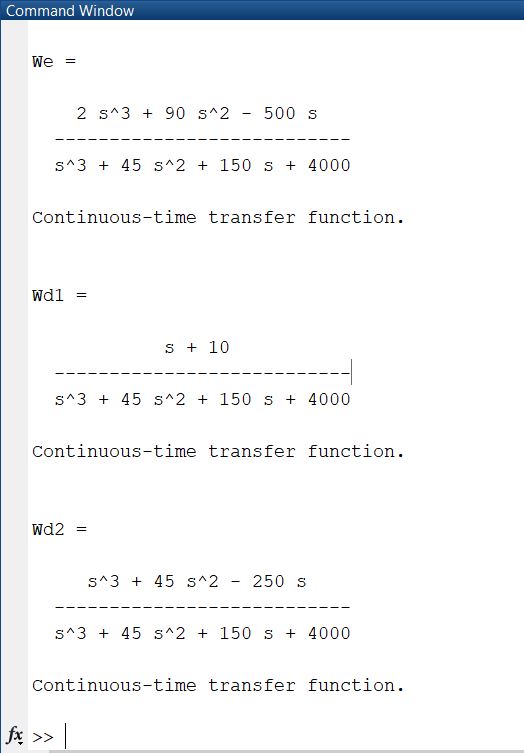 Command Window
We =
2 s^3 + 90 s^2 - 500 s
---------------------------
s^3 + 45 s^2 + 150 s + 4000
Continuous-time transfer function.
Wd1 =
s + 10
---------------------------
s^3 + 45 s^2 + 150 s + 4000
Continuous-time transfer function.
Wd2 =
s^3 + 45 s^2 - 250 s
---------------------------
s^3 + 45 s^2 + 150 s + 4000
Continuous-time transfer function.
fx >>